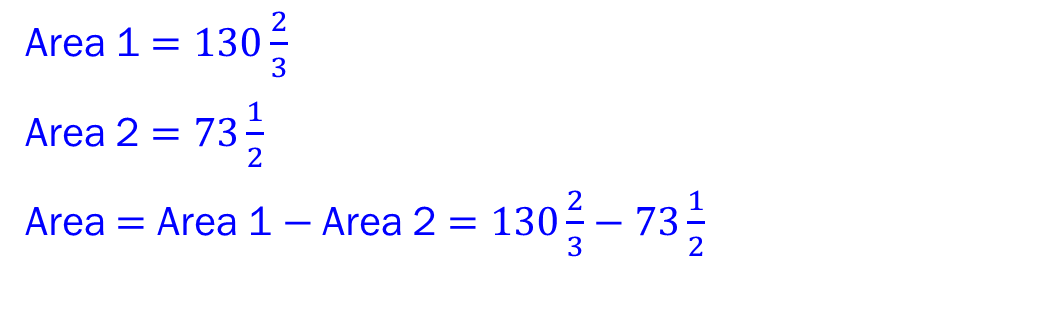 Area 1 = 130 2/3
Area 2 = 73 1/2
Area = Area 1 − Area 2 = 130 2/3 − 73 1/2